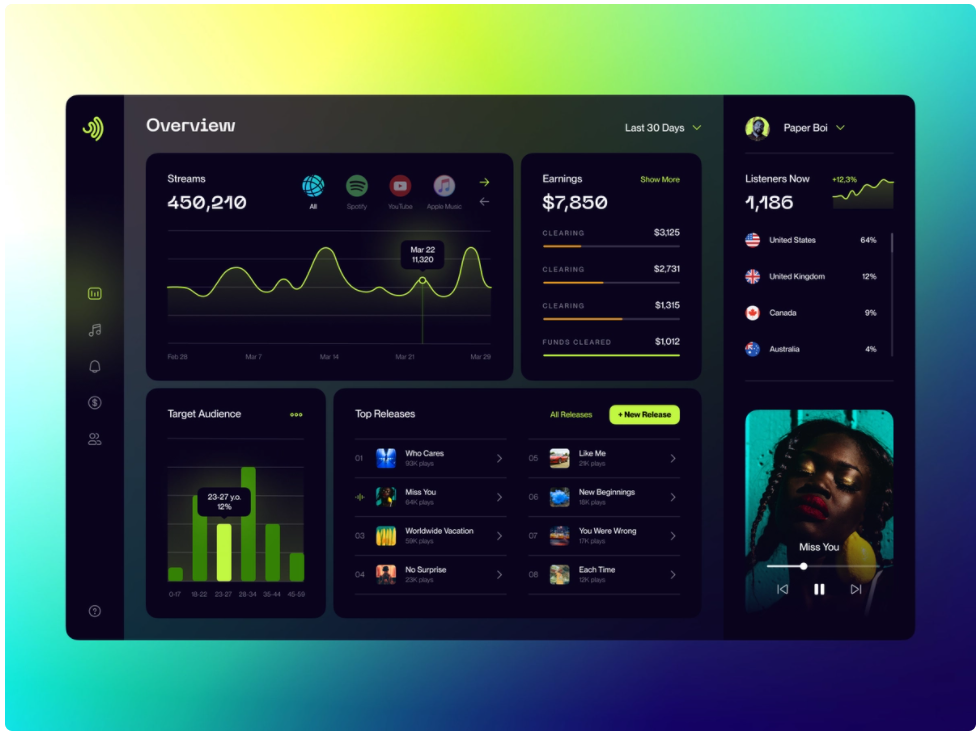 Overview
Last 30 Days
Paper Boi
Streams
450,210
All
Spotify
YouTube
Apple Music
Mar 22
11,320
Feb 28
Mar 7
Mar 14
Mar 21
Mar 29
Earnings
Show More
$7,850
CLEARING
$3,125
CLEARING
$2,731
CLEARING
$1,315
FUNDS CLEARED
$1,012
Listeners Now
+12,3%
1,186
United States
64%
United Kingdom
12%
Canada
9%
Australia
4%
Target Audience
23-27 y.o.
12%
0-17
18-22
23-27
28-34
35-44
45-59
Top Releases
All Releases
+ New Release
01
Who Cares
93K plays
Miss You
64K plays
03
Worldwide Vacation
59K plays
04
No Surprise
23K plays
05
Like Me
21K plays
06
New Beginnings
18K plays
07
You Were Wrong
17K plays
08
Each Time
12K plays
Miss You